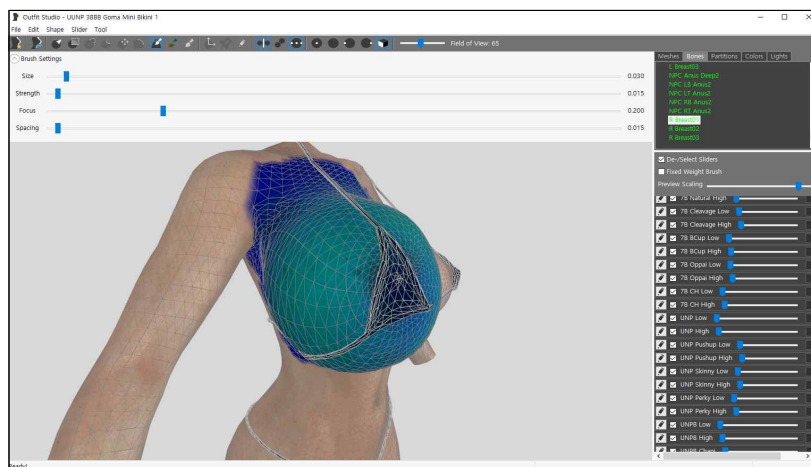 Outfit Studio - UUNP 3BBB Goma Mini Bikini 1
File Edit Shape Slider Tool
Field of View: 65
Brush Settings
Size 0.030
Strength 0.015
Focus 0.200
Spacing 0.015
Meshes Bones Partitions Colors Lights
L Breast03
NPC Anus Deep2
NPC LB Anus2
NPC LT Anus2
NPC RB Anus2
NPC RT Anus2
R Breast01
R Breast02
R Breast03
De-/Select Sliders
Fixed Weight Brush
Preview Scaling
7B Natural High
7B Cleavage Low
7B Cleavage High
7B BCup Low
7B BCup High
7B Oppai Low
7B Oppai High
7B CH Low
7B CH High
UNP Low
UNP High
UNP Pushup Low
UNP Pushup High
UNP Skinny Low
UNP Skinny High
UNP Perky Low
UNP Perky High
UNPB Low
UNPB High
Ready!